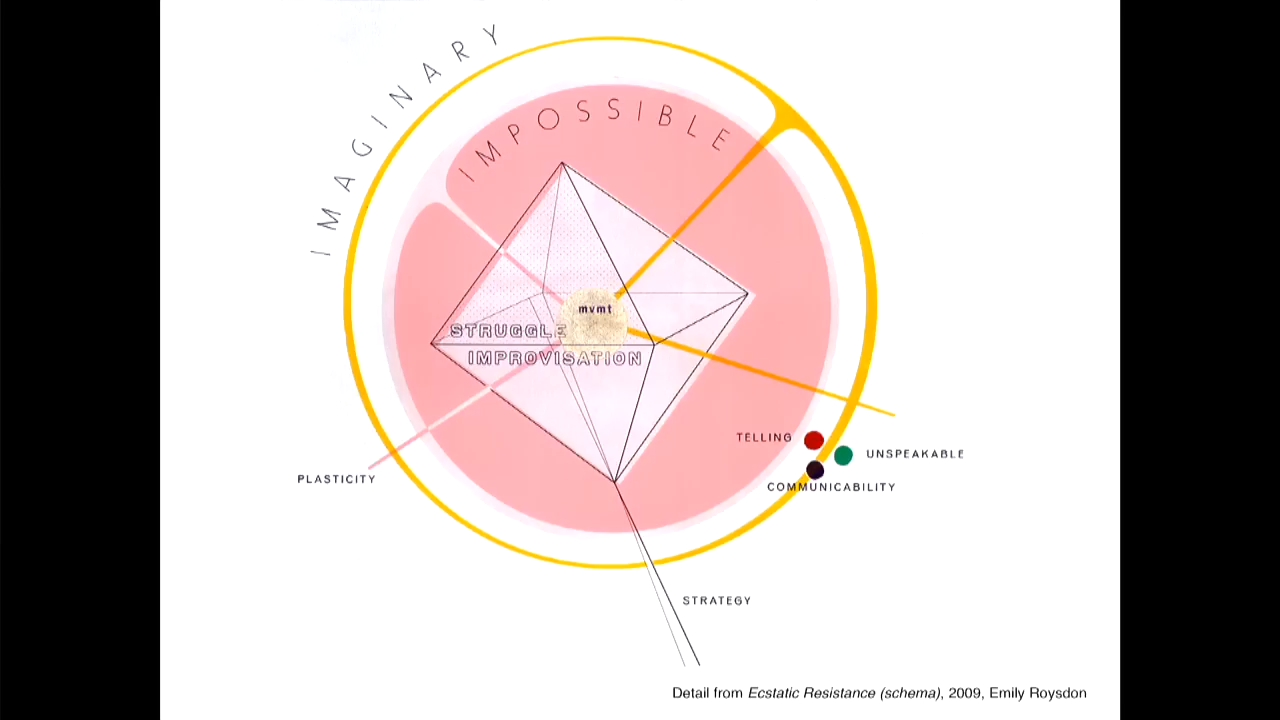 IMAGINARY
IMPOSSIBLE
mvmt
STRUGGLE
IMPROVISATION
TELLING
UNSPEAKABLE
COMMUNICABILITY
PLASTICITY
STRATEGY
Detail from Ecstatic Resistance (schema), 2009, Emily Roysdon